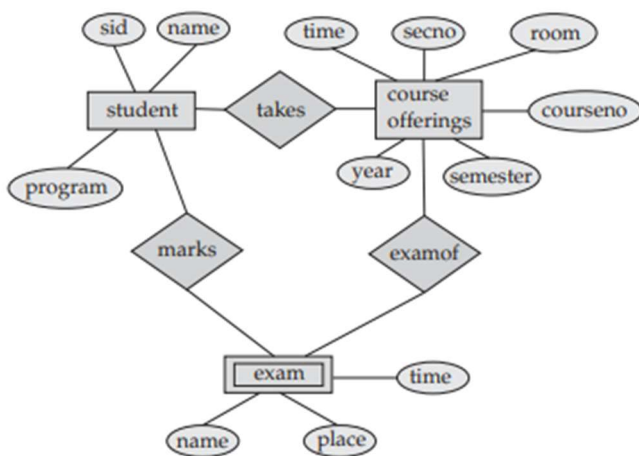 sid
name
time
secno
room
student
takes
course
offerings
courseno
program
year
semester
marks
examof
exam
time
name
place